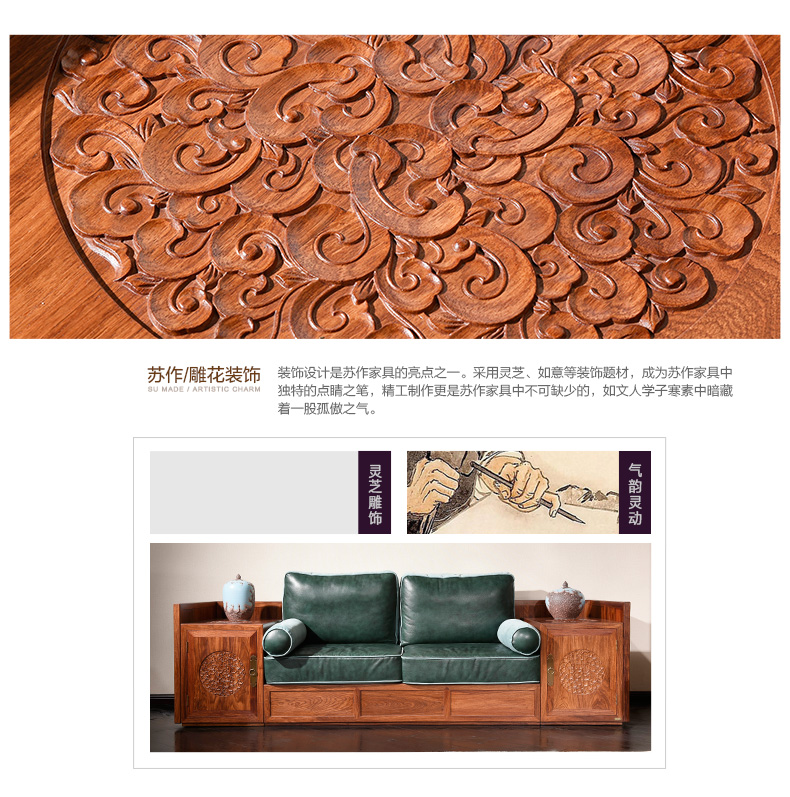 苏作/雕花装饰
SU MADE / ARTISTIC CHARM
装饰设计是苏作家具的亮点之一。采用灵芝、如意等装饰题材，成为苏作家具中
独特的点睛之笔，精工制作更是苏作家具中不可缺少的，如文人学子寒素中暗藏
着一股孤傲之气。
灵芝雕饰
气韵灵动